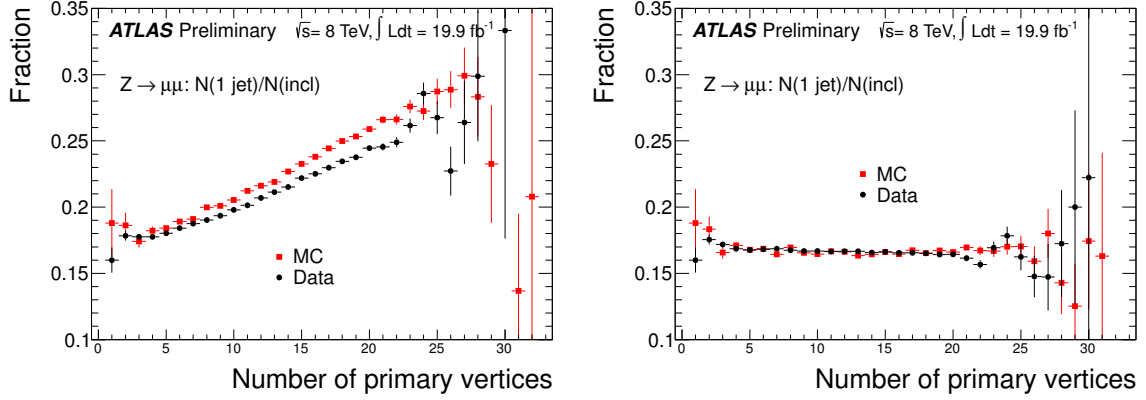 ATLAS Preliminary √s= 8 TeV, ∫ Ldt = 19.9 fb⁻¹
Z → μμ: N(1 jet)/N(incl)
Fraction
0.35
0.3
0.25
0.2
0.15
0.1
MC
Data
0 5 10 15 20 25 30
Number of primary vertices
ATLAS Preliminary √s= 8 TeV, ∫ Ldt = 19.9 fb⁻¹
Z → μμ: N(1 jet)/N(incl)
Fraction
0.35
0.3
0.25
0.2
0.15
0.1
MC
Data
0 5 10 15 20 25 30
Number of primary vertices